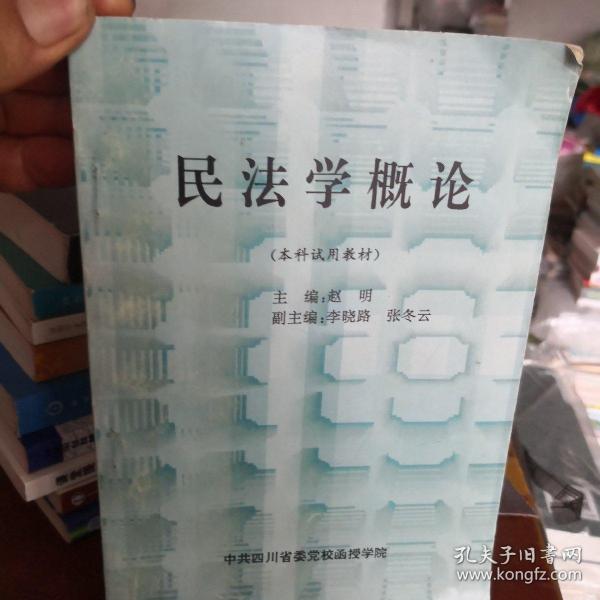 民法学概论
（本科试用教材）
主 编：赵 明
副主编：李晓路 张冬云
中共四川省委党校函授学院
孔夫子旧书网
www.kongfz.com